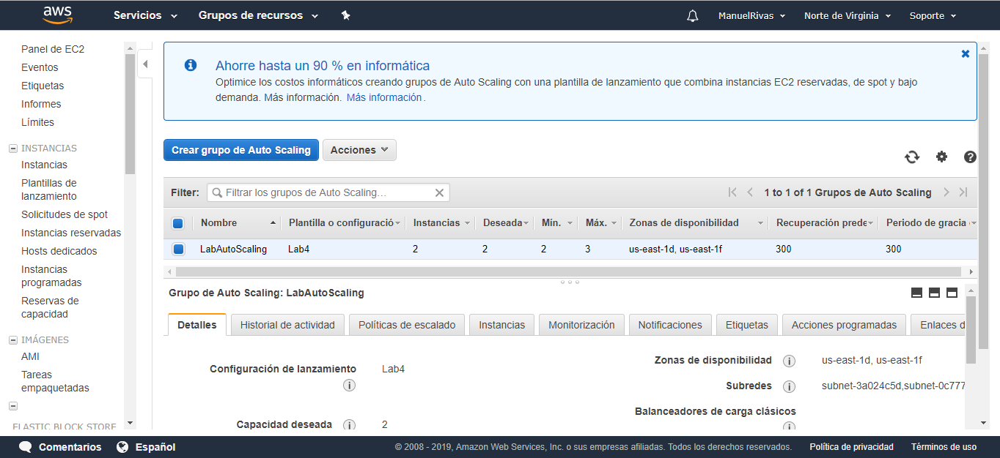 aws Servicios Grupos de recursos ManuelRivas Norte de Virginia Soporte
Panel de EC2
Eventos
Etiquetas
Informes
Límites
INSTANCIAS
Instancias
Plantillas de
lanzamiento
Solicitudes de spot
Instancias reservadas
Hosts dedicados
Instancias
programadas
Reservas de
capacidad
IMÁGENES
AMI
Tareas
empaquetadas
ELASTIC BLOCK STORE
Ahorre hasta un 90 % en informática
Optimice los costos informáticos creando grupos de Auto Scaling con una plantilla de lanzamiento que combina instancias EC2 reservadas, de spot y bajo
demanda. Más información. Más información.
Crear grupo de Auto Scaling Acciones
Filter: Filtrar los grupos de Auto Scaling... 1 to 1 of 1 Grupos de Auto Scaling
Nombre Plantilla o configuració Instancias Deseada Mín. Máx. Zonas de disponibilidad Recuperación prede Periodo de gracia
LabAutoScaling Lab4 2 2 2 3 us-east-1d, us-east-1f 300 300
Grupo de Auto Scaling: LabAutoScaling
Detalles Historial de actividad Políticas de escalado Instancias Monitorización Notificaciones Etiquetas Acciones programadas Enlaces d
Configuración de lanzamiento Lab4
Capacidad deseada 2
Zonas de disponibilidad us-east-1d, us-east-1f
Subredes subnet-3a024c5d,subnet-0c777
Balanceadores de carga clásicos
Comentarios Español © 2008 - 2019, Amazon Web Services, Inc. o sus empresas afiliadas. Todos los derechos reservados. Política de privacidad Términos de uso